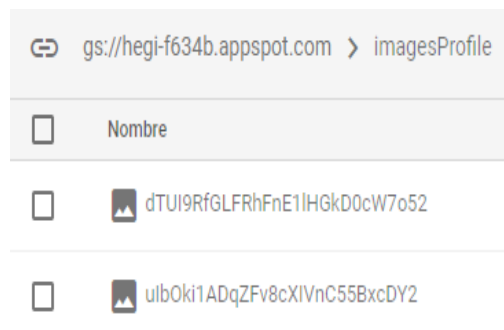 gs://hegi-f634b.appspot.com > imagesProfile
Nombre
dTUI9RfGLFRhFnE1lHGkD0cW7o52
ulbOki1ADqZFv8cXIVnC55BxcDY2